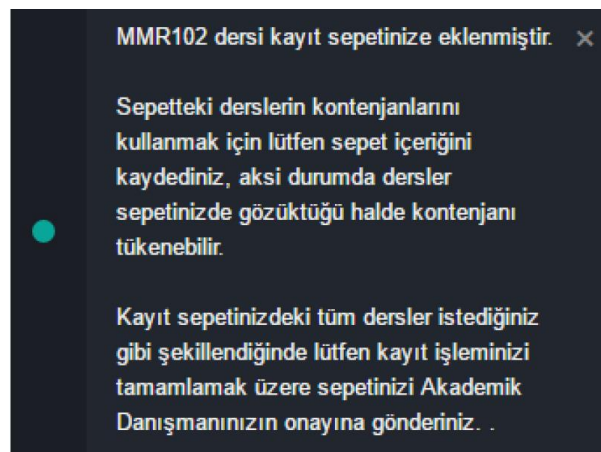 MMR102 dersi kayıt sepetinize eklenmiştir.
Sepetteki derslerin kontenjanlarını
kullanmak için lütfen sepet içeriğini
kaydediniz, aksi durumda dersler
sepetinizde gözüktüğü halde kontenjanı
tükenebilir.
Kayıt sepetinizdeki tüm dersler istediğiniz
gibi şekillendiğinde lütfen kayıt işleminizi
tamamlamak üzere sepetinizi Akademik
Danışmanınızın onayına gönderiniz. .